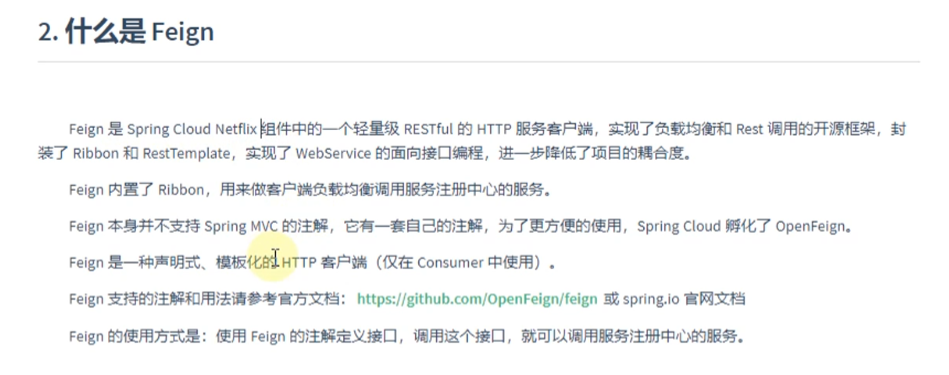 2. 什么是 Feign
Feign 是 Spring Cloud Netflix 组件中的一个轻量级 RESTful 的 HTTP 服务客户端，实现了负载均衡和 Rest 调用的开源框架，封
装了 Ribbon 和 RestTemplate，实现了 WebService 的面向接口编程，进一步降低了项目的耦合度。
Feign 内置了 Ribbon，用来做客户端负载均衡调用服务注册中心的服务。
Feign 本身并不支持 Spring MVC 的注解，它有一套自己的注解，为了更方便的使用，Spring Cloud 孵化了 OpenFeign。
Feign 是一种声明式、模板化的 HTTP 客户端（仅在 Consumer 中使用）。
Feign 支持的注解和用法请参考官方文档：https://github.com/OpenFeign/feign 或 spring.io 官网文档
Feign 的使用方式是：使用 Feign 的注解定义接口，调用这个接口，就可以调用服务注册中心的服务。